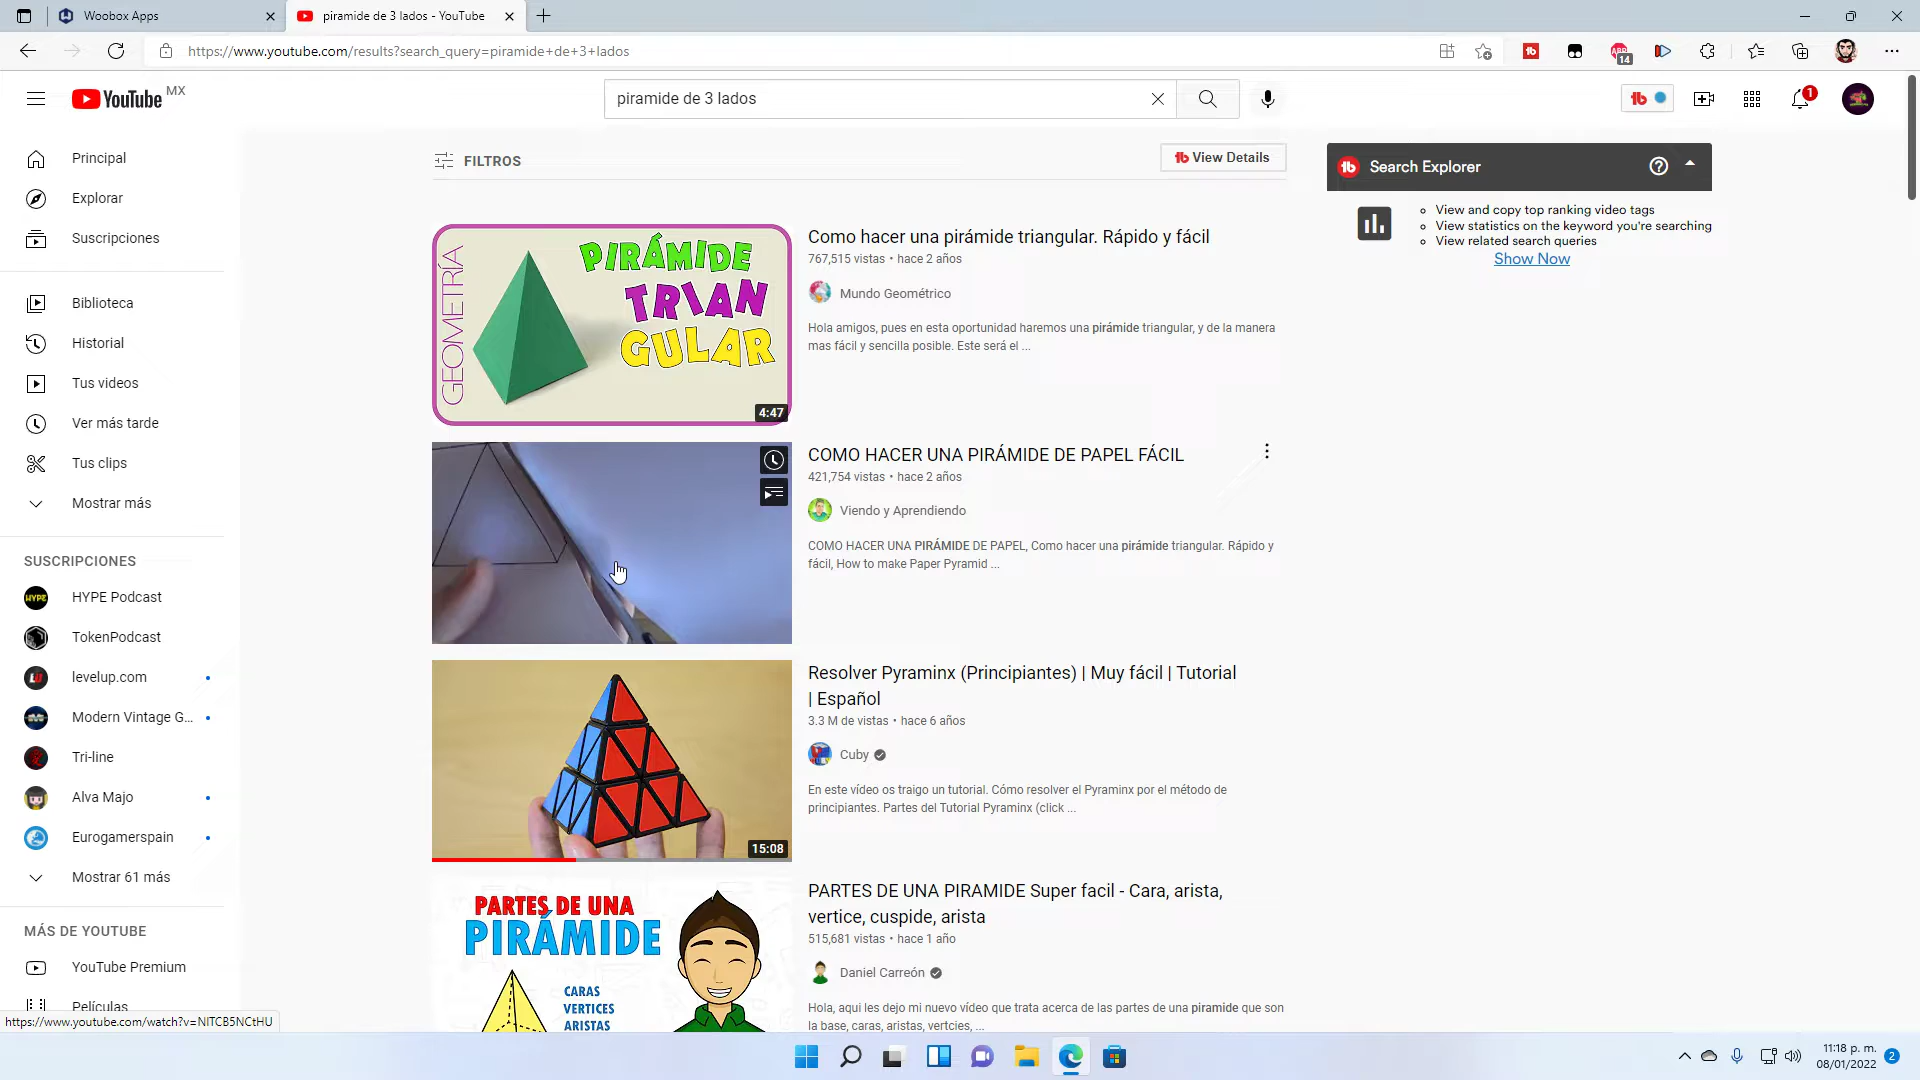 Woobox Apps
piramide de 3 lados - YouTube
https://www.youtube.com/results?search_query=piramide+de+3+lados
ABP
14
YouTube
MX
piramide de 3 lados
1
Principal
Explorar
Suscripciones
Biblioteca
Historial
Tus videos
Ver más tarde
Tus clips
Mostrar más
SUSCRIPCIONES
HYPE
HYPE Podcast
TokenPodcast
levelup.com
Modern Vintage G...
Tri-line
Alva Majo
Eurogamerspain
Mostrar 61 más
MÁS DE YOUTUBE
YouTube Premium
Películas
https://www.youtube.com/watch?v=NITCB5NCtHU
FILTROS
View Details
GEOMETRÍA
PIRÁMIDE
TRIAN
GULAR
4:47
Como hacer una pirámide triangular. Rápido y fácil
767,515 vistas • hace 2 años
Mundo Geométrico
Hola amigos, pues en esta oportunidad haremos una pirámide triangular, y de la manera
mas fácil y sencilla posible. Este será el ...
COMO HACER UNA PIRÁMIDE DE PAPEL FÁCIL
421,754 vistas • hace 2 años
Viendo y Aprendiendo
COMO HACER UNA PIRÁMIDE DE PAPEL, Como hacer una pirámide triangular. Rápido y
fácil, How to make Paper Pyramid ...
15:08
Resolver Pyraminx (Principiantes) | Muy fácil | Tutorial
| Español
3.3 M de vistas • hace 6 años
Cuby
En este vídeo os traigo un tutorial. Cómo resolver el Pyraminx por el método de
principiantes. Partes del Tutorial Pyraminx (click ...
PARTES DE UNA
PIRÁMIDE
CARAS
VERTICES
ARISTAS
PARTES DE UNA PIRAMIDE Super facil - Cara, arista,
vertice, cuspide, arista
515,681 vistas • hace 1 año
Daniel Carreón
Hola, aqui les dejo mi nuevo vídeo que trata acerca de las partes de una piramide que son
la base, caras, aristas, vertcies, ...
Search Explorer
View and copy top ranking video tags
View statistics on the keyword you're searching
View related search queries
Show Now
11:18 p. m.
08/01/2022
2